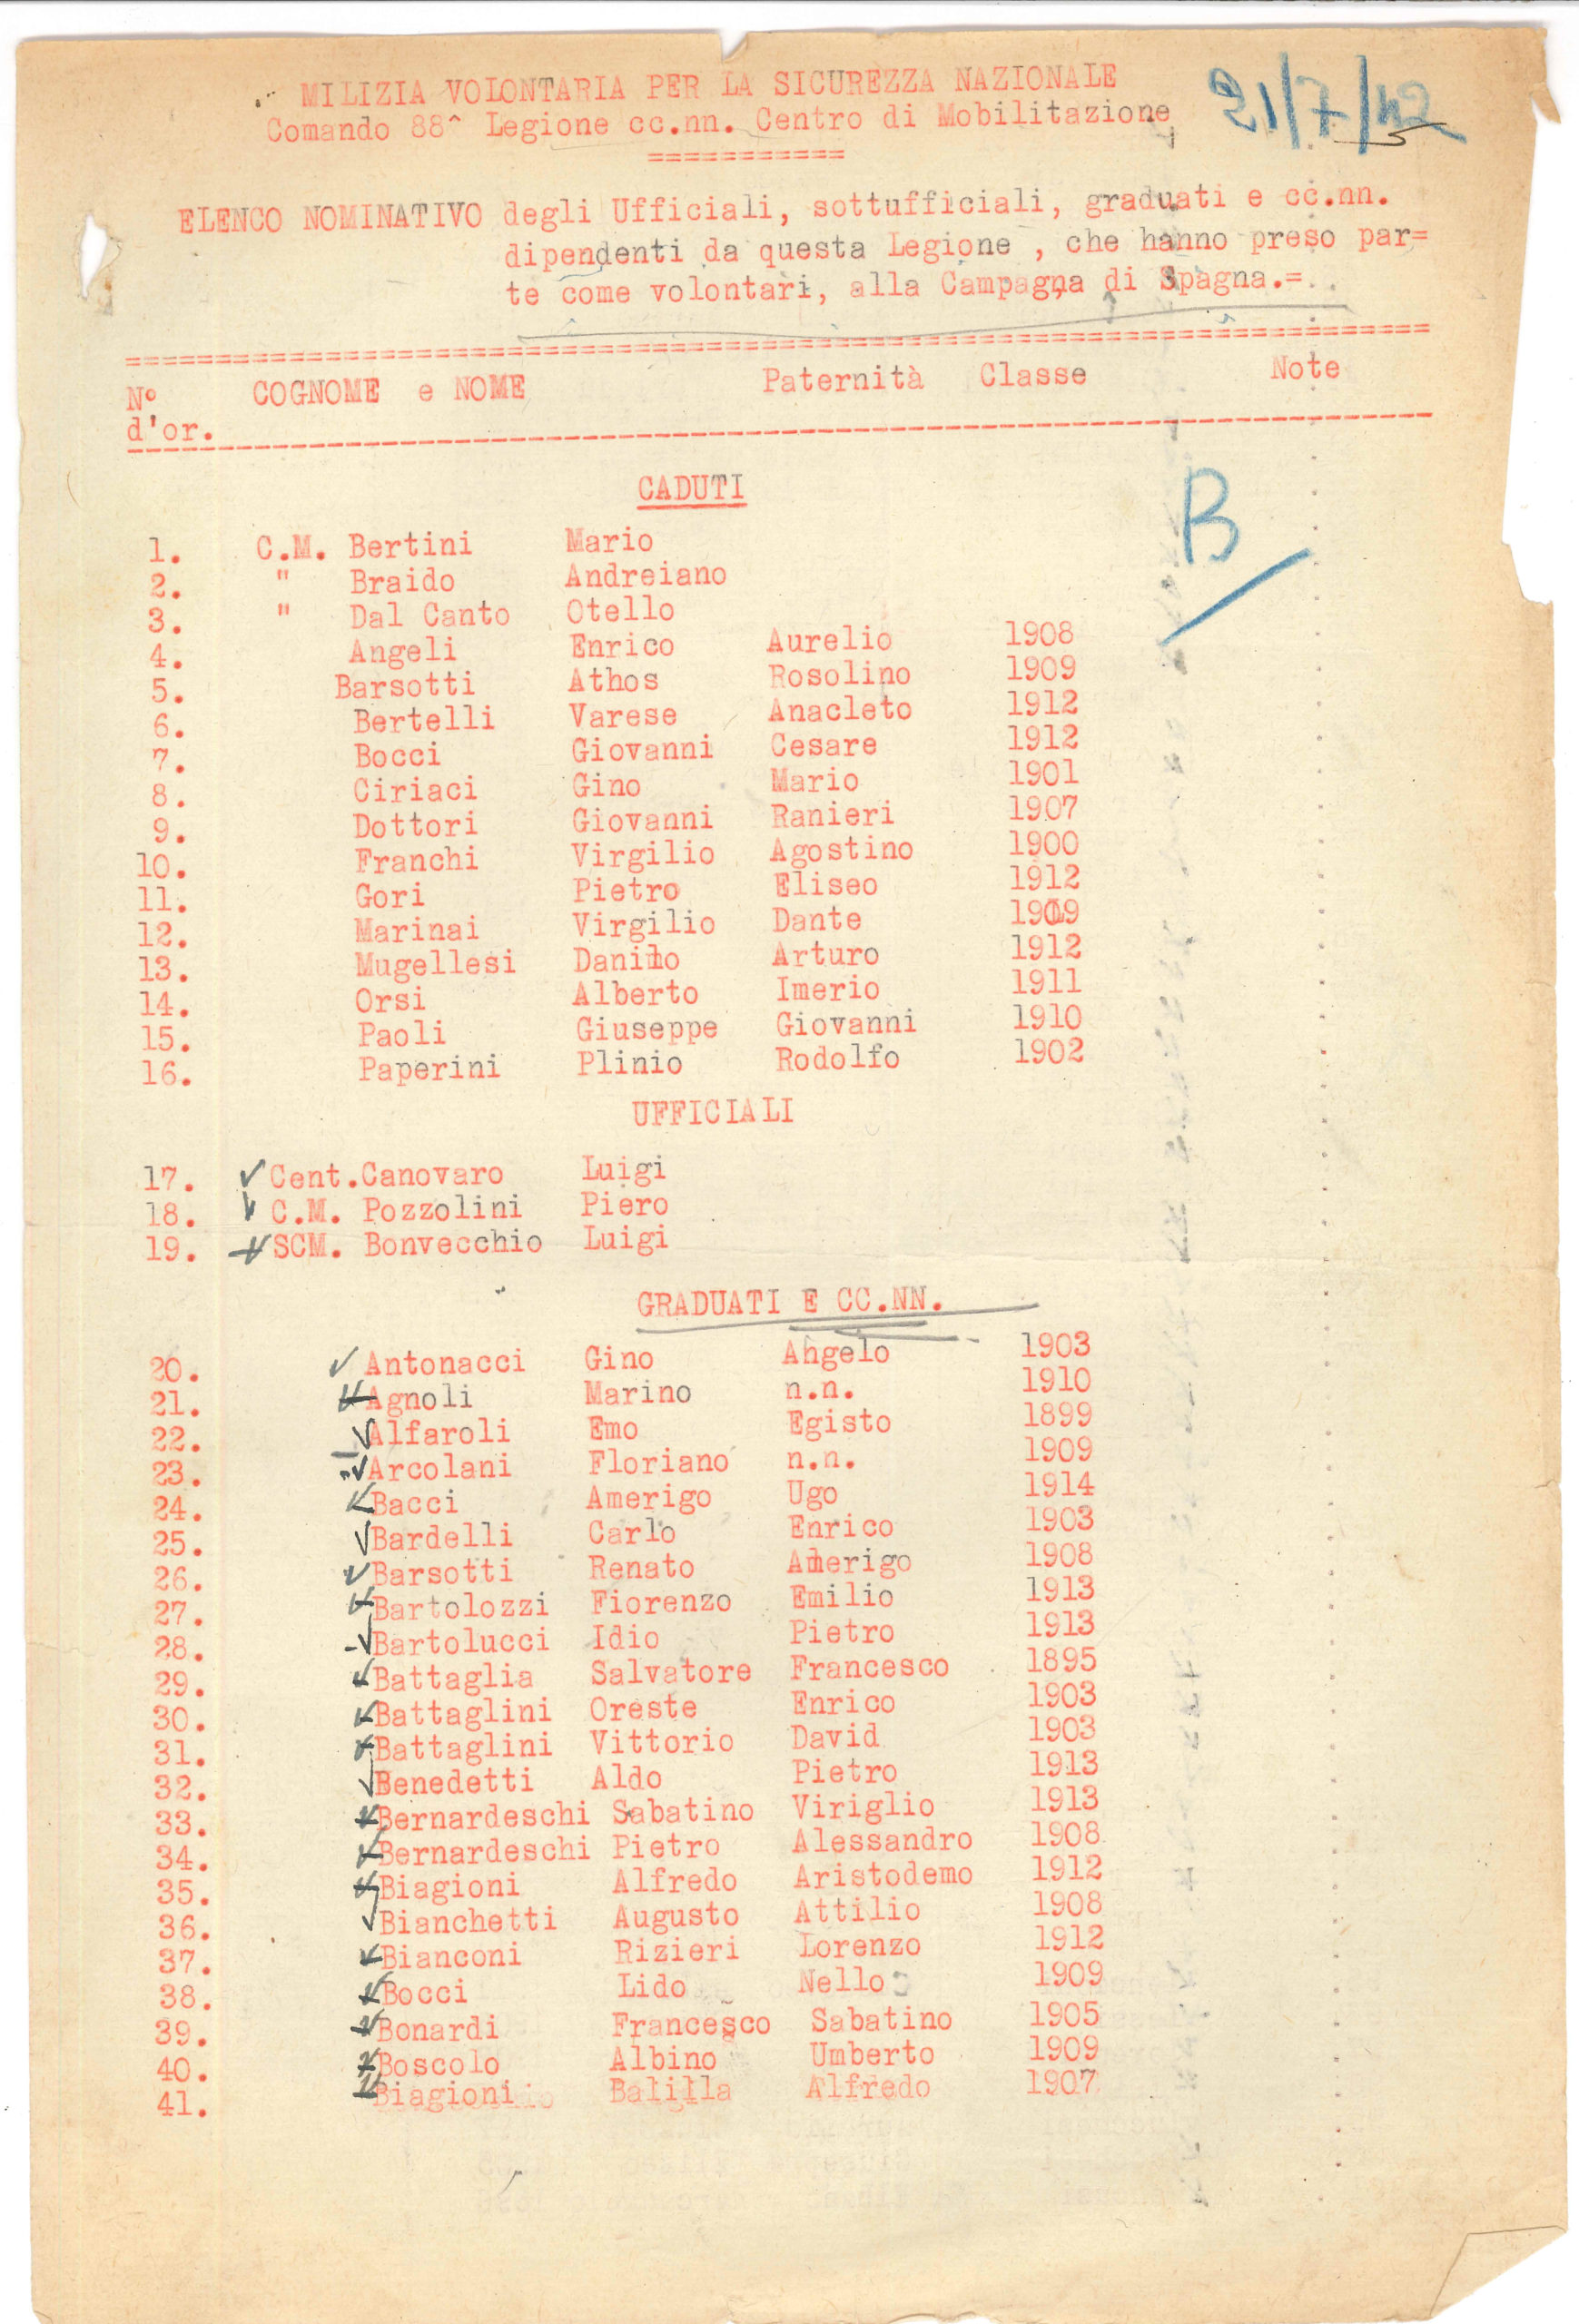 MILIZIA VOLONTARIA PER LA SICUREZZA NAZIONALE
21/7/42
Comando 88^ Legione cc.nn. Centro di Mobilitazione
===========
ELENCO NOMINATIVO degli Ufficiali, sottufficiali, graduati e cc.nn.
dipendenti da questa Legione , che hanno preso par=
te come volontari, alla Campagna di Spagna.=
N° COGNOME e NOME Paternità Classe Note
d'or.
CADUTI
B
1. C.M. Bertini Mario
2. " Braido Andreiano
3. " Dal Canto Otello
4. Angeli Enrico Aurelio 1908
5. Barsotti Athos Rosolino 1909
6. Bertelli Varese Anacleto 1912
7. Bocci Giovanni Cesare 1912
8. Ciriaci Gino Mario 1901
9. Dottori Giovanni Ranieri 1907
10. Franchi Virgilio Agostino 1900
11. Gori Pietro Eliseo 1912
12. Marinai Virgilio Dante
13. Mugellesi Danilo Arturo 1912
14. Orsi Alberto Imerio 1911
15. Paoli Giuseppe Giovanni 1910
16. Paperini Plinio Rodolfo 1902
UFFICIALI
17. Cent. Canovaro Luigi
18. C.M. Pozzolini Piero
19. SCM. Bonvecchio Luigi
GRADUATI E CC.NN.
20. Antonacci Gino Angelo 1903
21. Agnoli Marino n.n. 1910
22. Alfaroli Emo Egisto 1899
23. Arcolani Floriano n.n. 1909
24. Bacci Amerigo Ugo 1914
25. Bardelli Carlo Enrico 1903
26. Barsotti Renato Amerigo 1908
27. Bartolozzi Fiorenzo Emilio 1913
28. Bartolucci Idio Pietro 1913
29. Battaglia Salvatore Francesco 1895
30. Battaglini Oreste Enrico 1903
31. Battaglini Vittorio David 1903
32. Benedetti Aldo Pietro 1913
33. Bernardeschi Sabatino Viriglio 1913
34. Bernardeschi Pietro Alessandro 1908
35. Biagioni Alfredo Aristodemo 1912
36. Bianchetti Augusto Attilio 1908
37. Bianconi Rizieri Lorenzo 1912
38. Bocci Lido Nello 1909
39. Bonardi Francesco Sabatino 1905
40. Boscolo Albino Umberto 1909
41. Biagioni Balilla Alfredo 1907